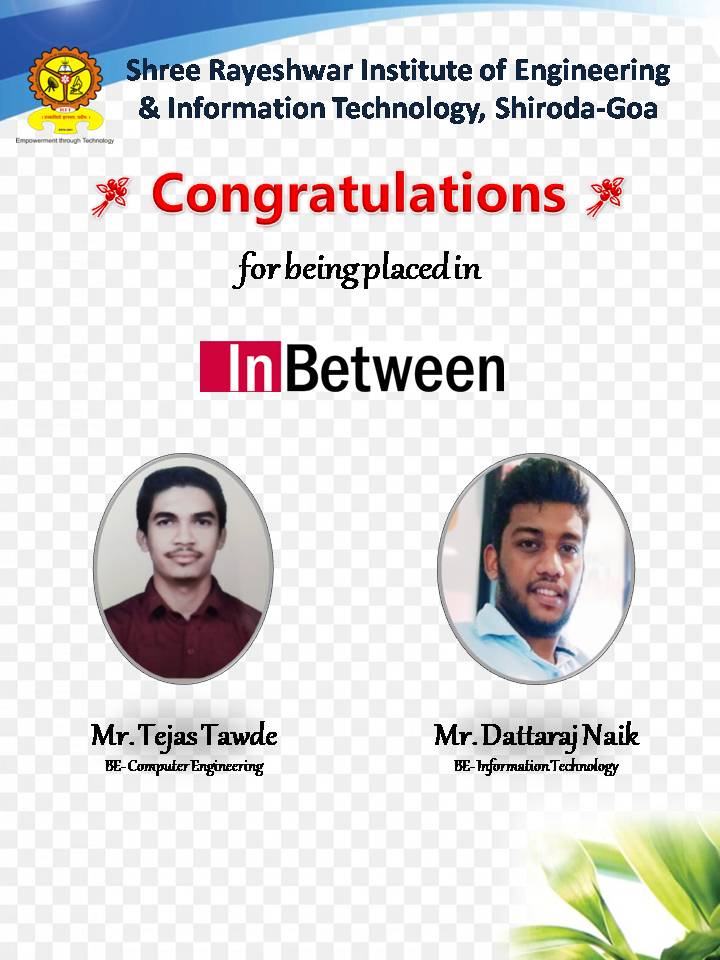 Shree Rayeshwar Institute of Engineering
& Information Technology, Shiroda-Goa
Empowerment through Technology
Congratulations
for being placed in
InBetween
Mr. Tejas Tawde
BE- Computer Engineering
Mr. Dattaraj Naik
BE- Information Technology